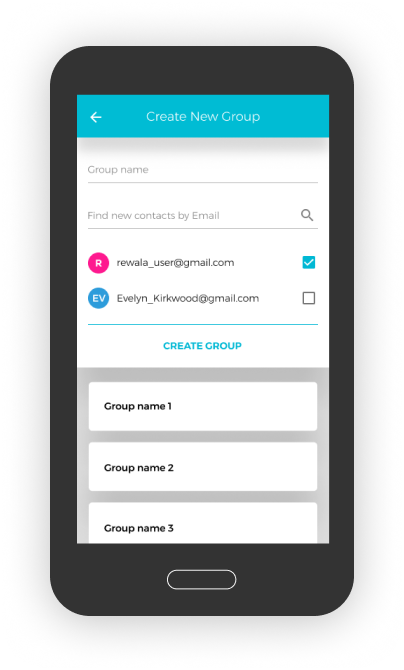 Create New Group
Group name
Find new contacts by Email
R rewala_user@gmail.com
EV Evelyn_Kirkwood@gmail.com
CREATE GROUP
Group name 1
Group name 2
Group name 3